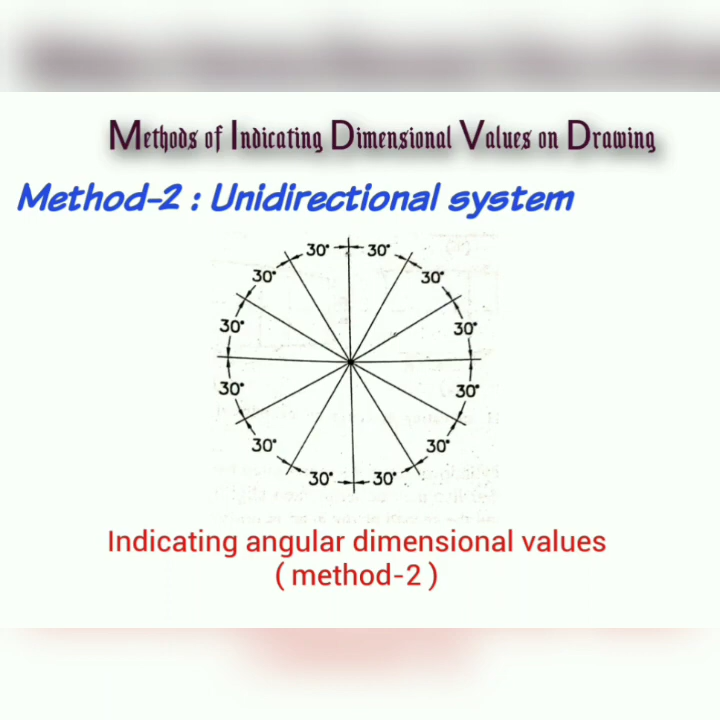 Methods of Indicating Dimensional Values on Drawing
Method-2 : Unidirectional system
30° 30°
30° 30°
30° 30°
30° 30°
30° 30°
30° 30°
Indicating angular dimensional values
( method-2 )